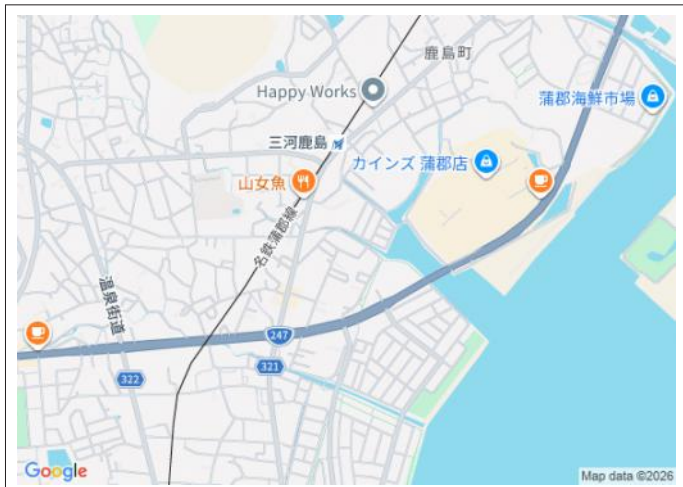 鹿島町
Happy Works
蒲郡海鮮市場
三河鹿島
カインズ 蒲郡店
山女魚
名鉄蒲郡線
温泉街道
247
321
322
Google
Map data ©2026